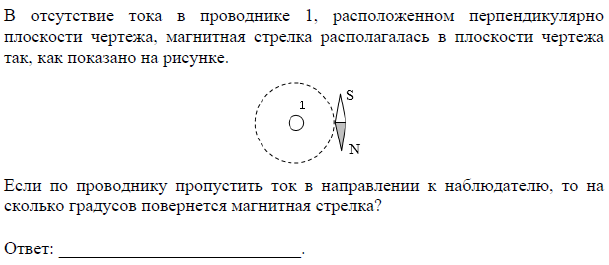 В отсутствие тока в проводнике 1, расположенном перпендикулярно
плоскости чертежа, магнитная стрелка располагалась в плоскости чертежа
так, как показано на рисунке.
1
S
N
Если по проводнику пропустить ток в направлении к наблюдателю, то на
сколько градусов повернется магнитная стрелка?
Ответ: ____________________________.